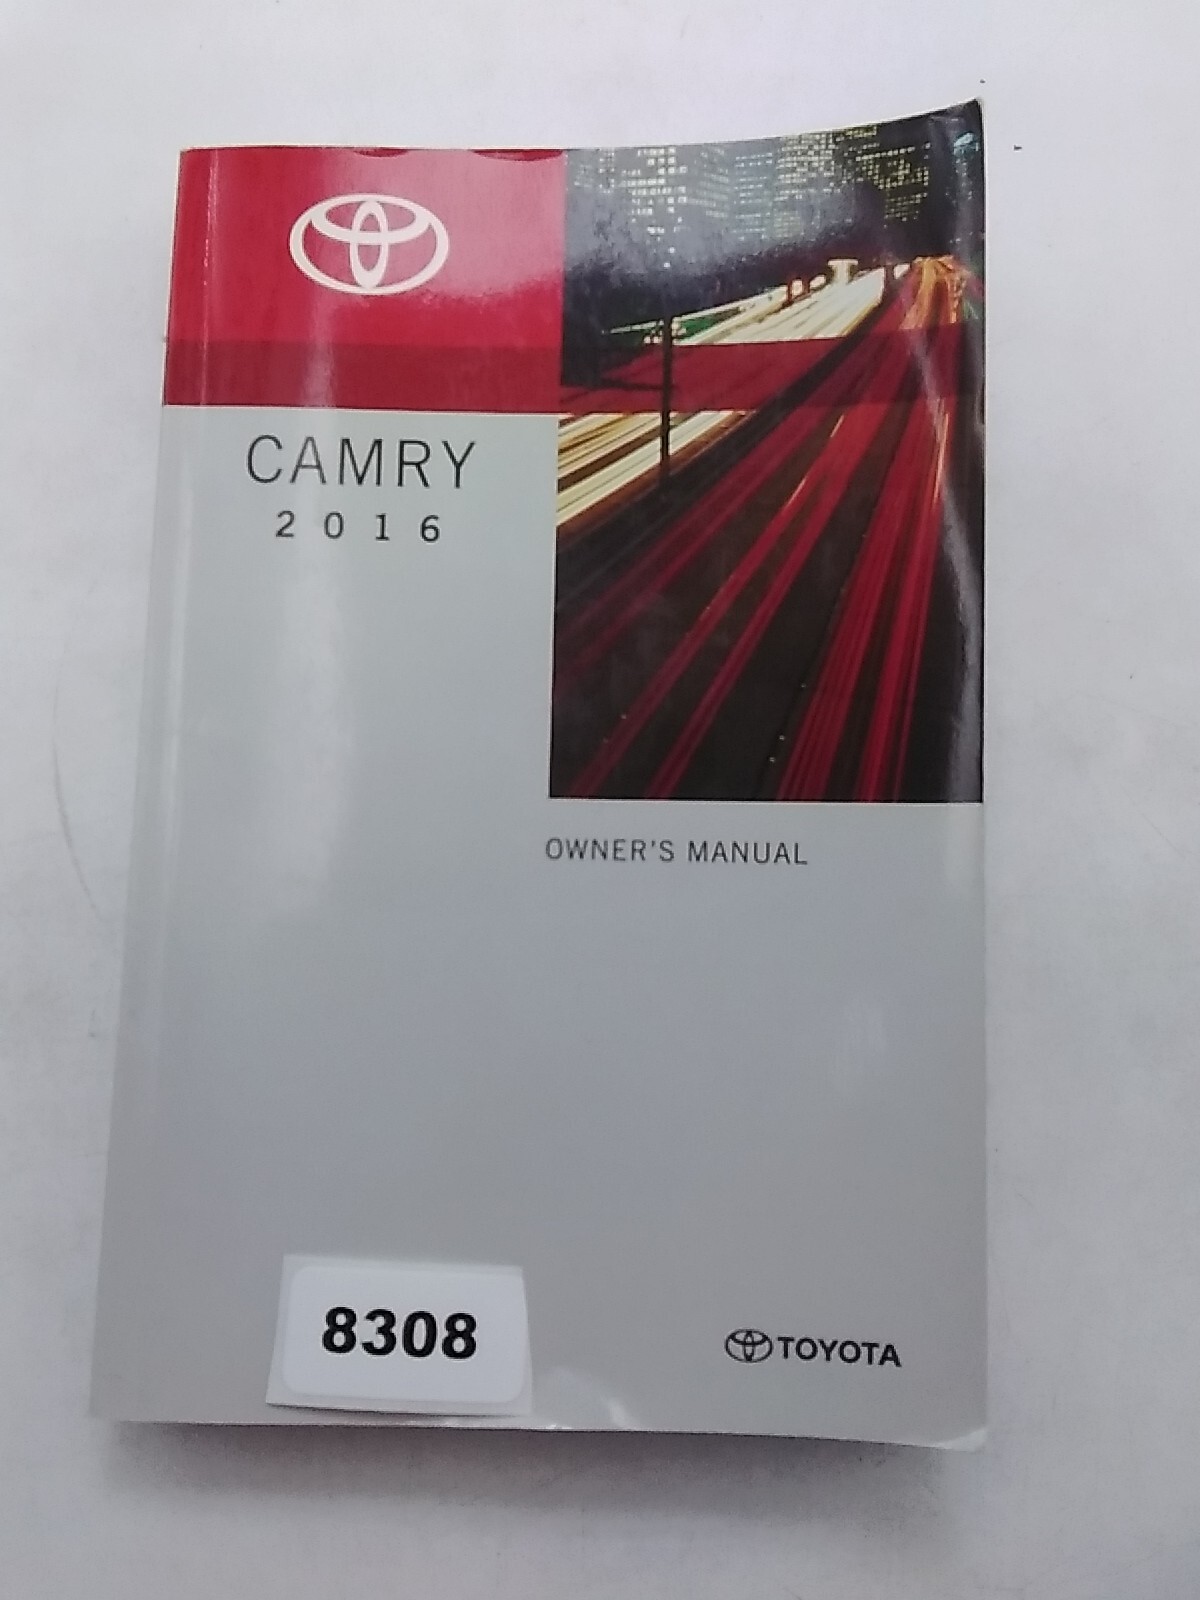 CAMRY
2016
OWNER'S MANUAL
8308
TOYOTA